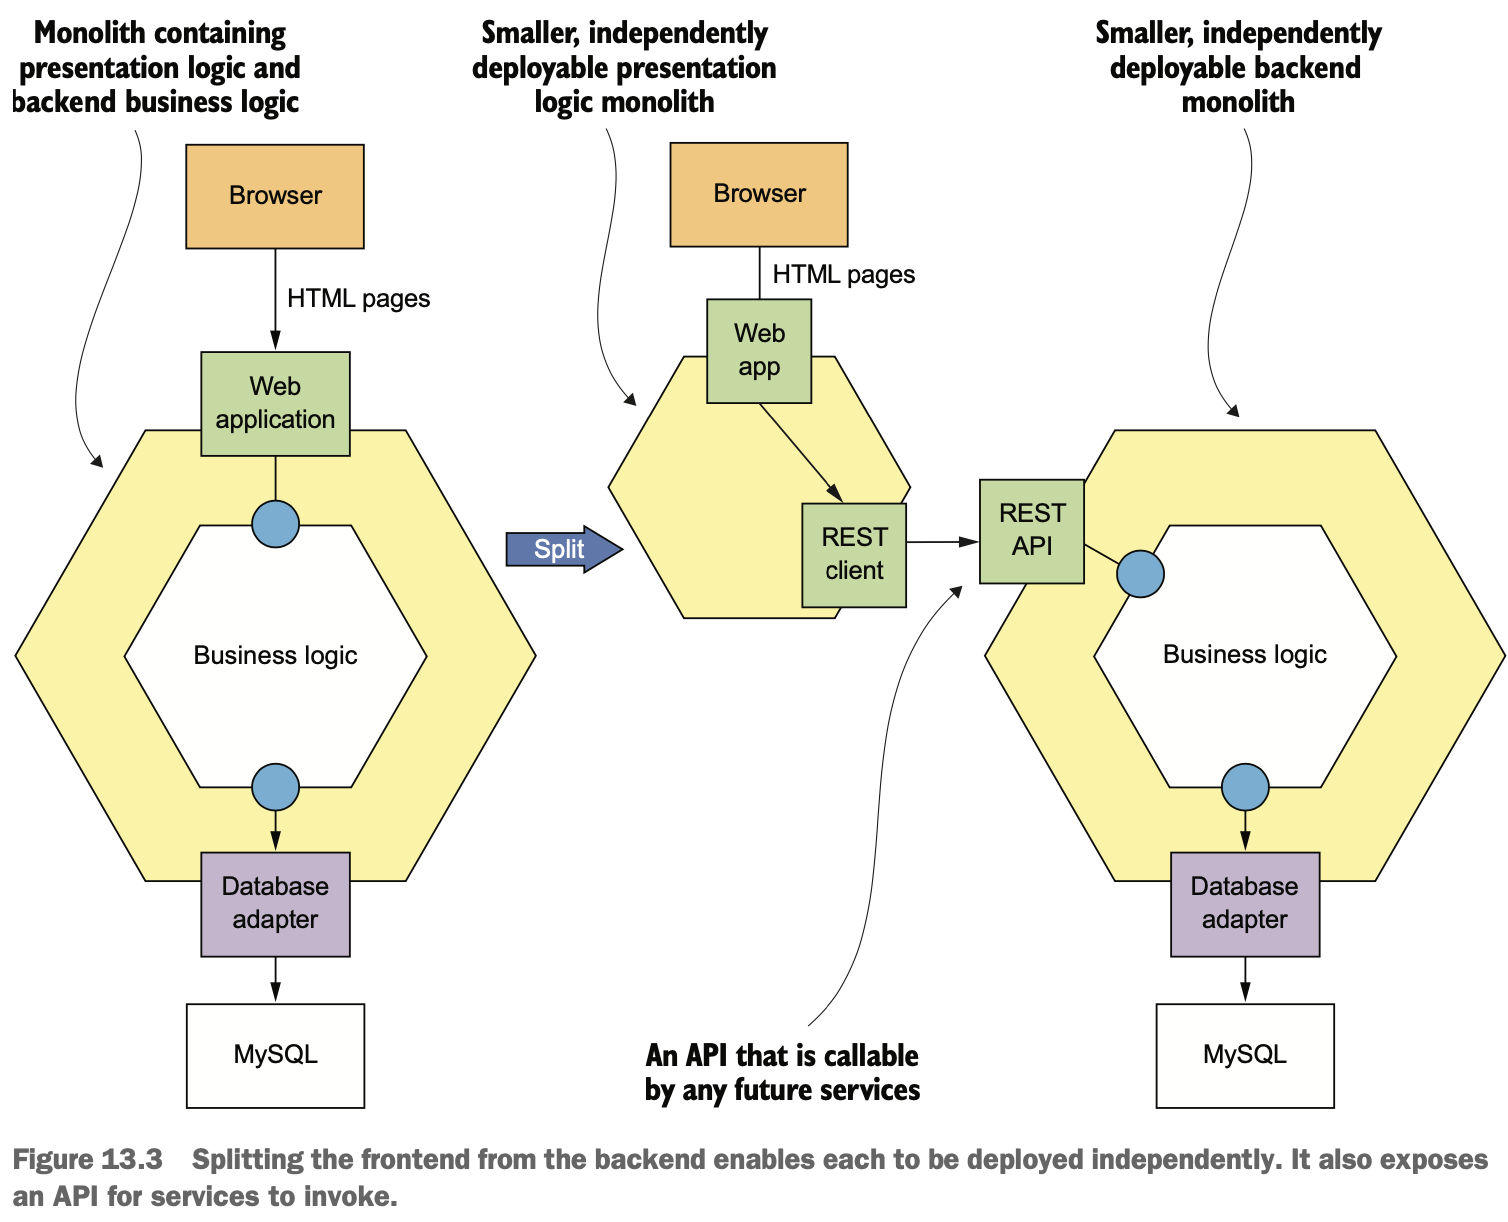 Monolith containing
presentation logic and
backend business logic
Smaller, independently
deployable presentation
logic monolith
Smaller, independently
deployable backend
monolith
Browser
HTML pages
Web
application
Business logic
Database
adapter
MySQL
Split
Browser
HTML pages
Web
app
REST
client
REST
API
Business logic
Database
adapter
MySQL
An API that is callable
by any future services
Figure 13.3 Splitting the frontend from the backend enables each to be deployed independently. It also exposes
an API for services to invoke.